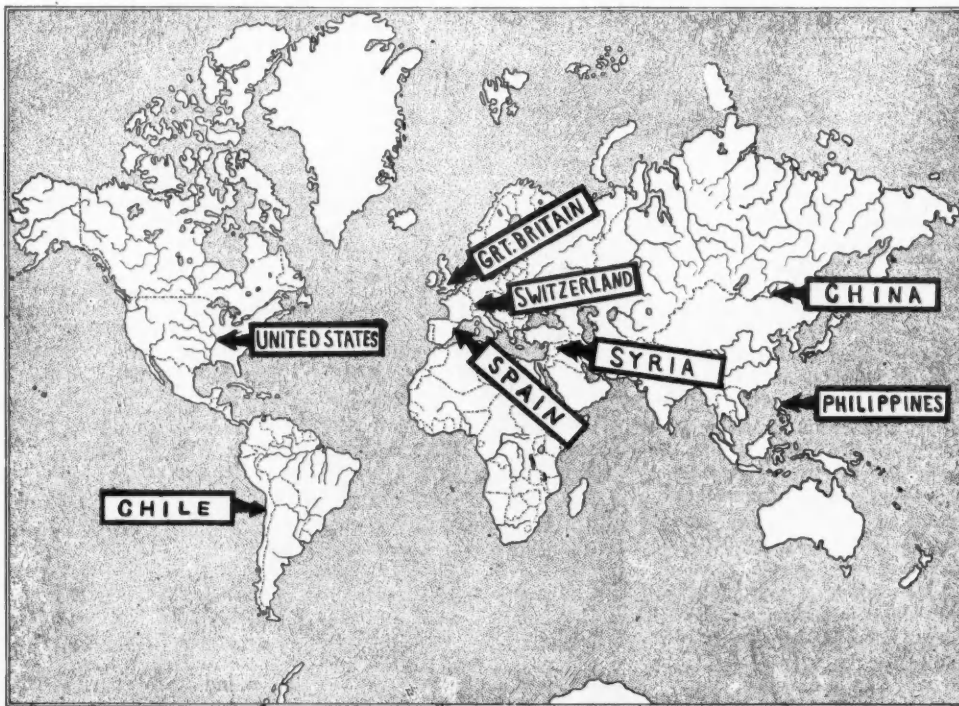 GRT. BRITAIN
SWITZERLAND
CHINA
UNITED STATES
SPAIN
SYRIA
PHILIPPINES
CHILE